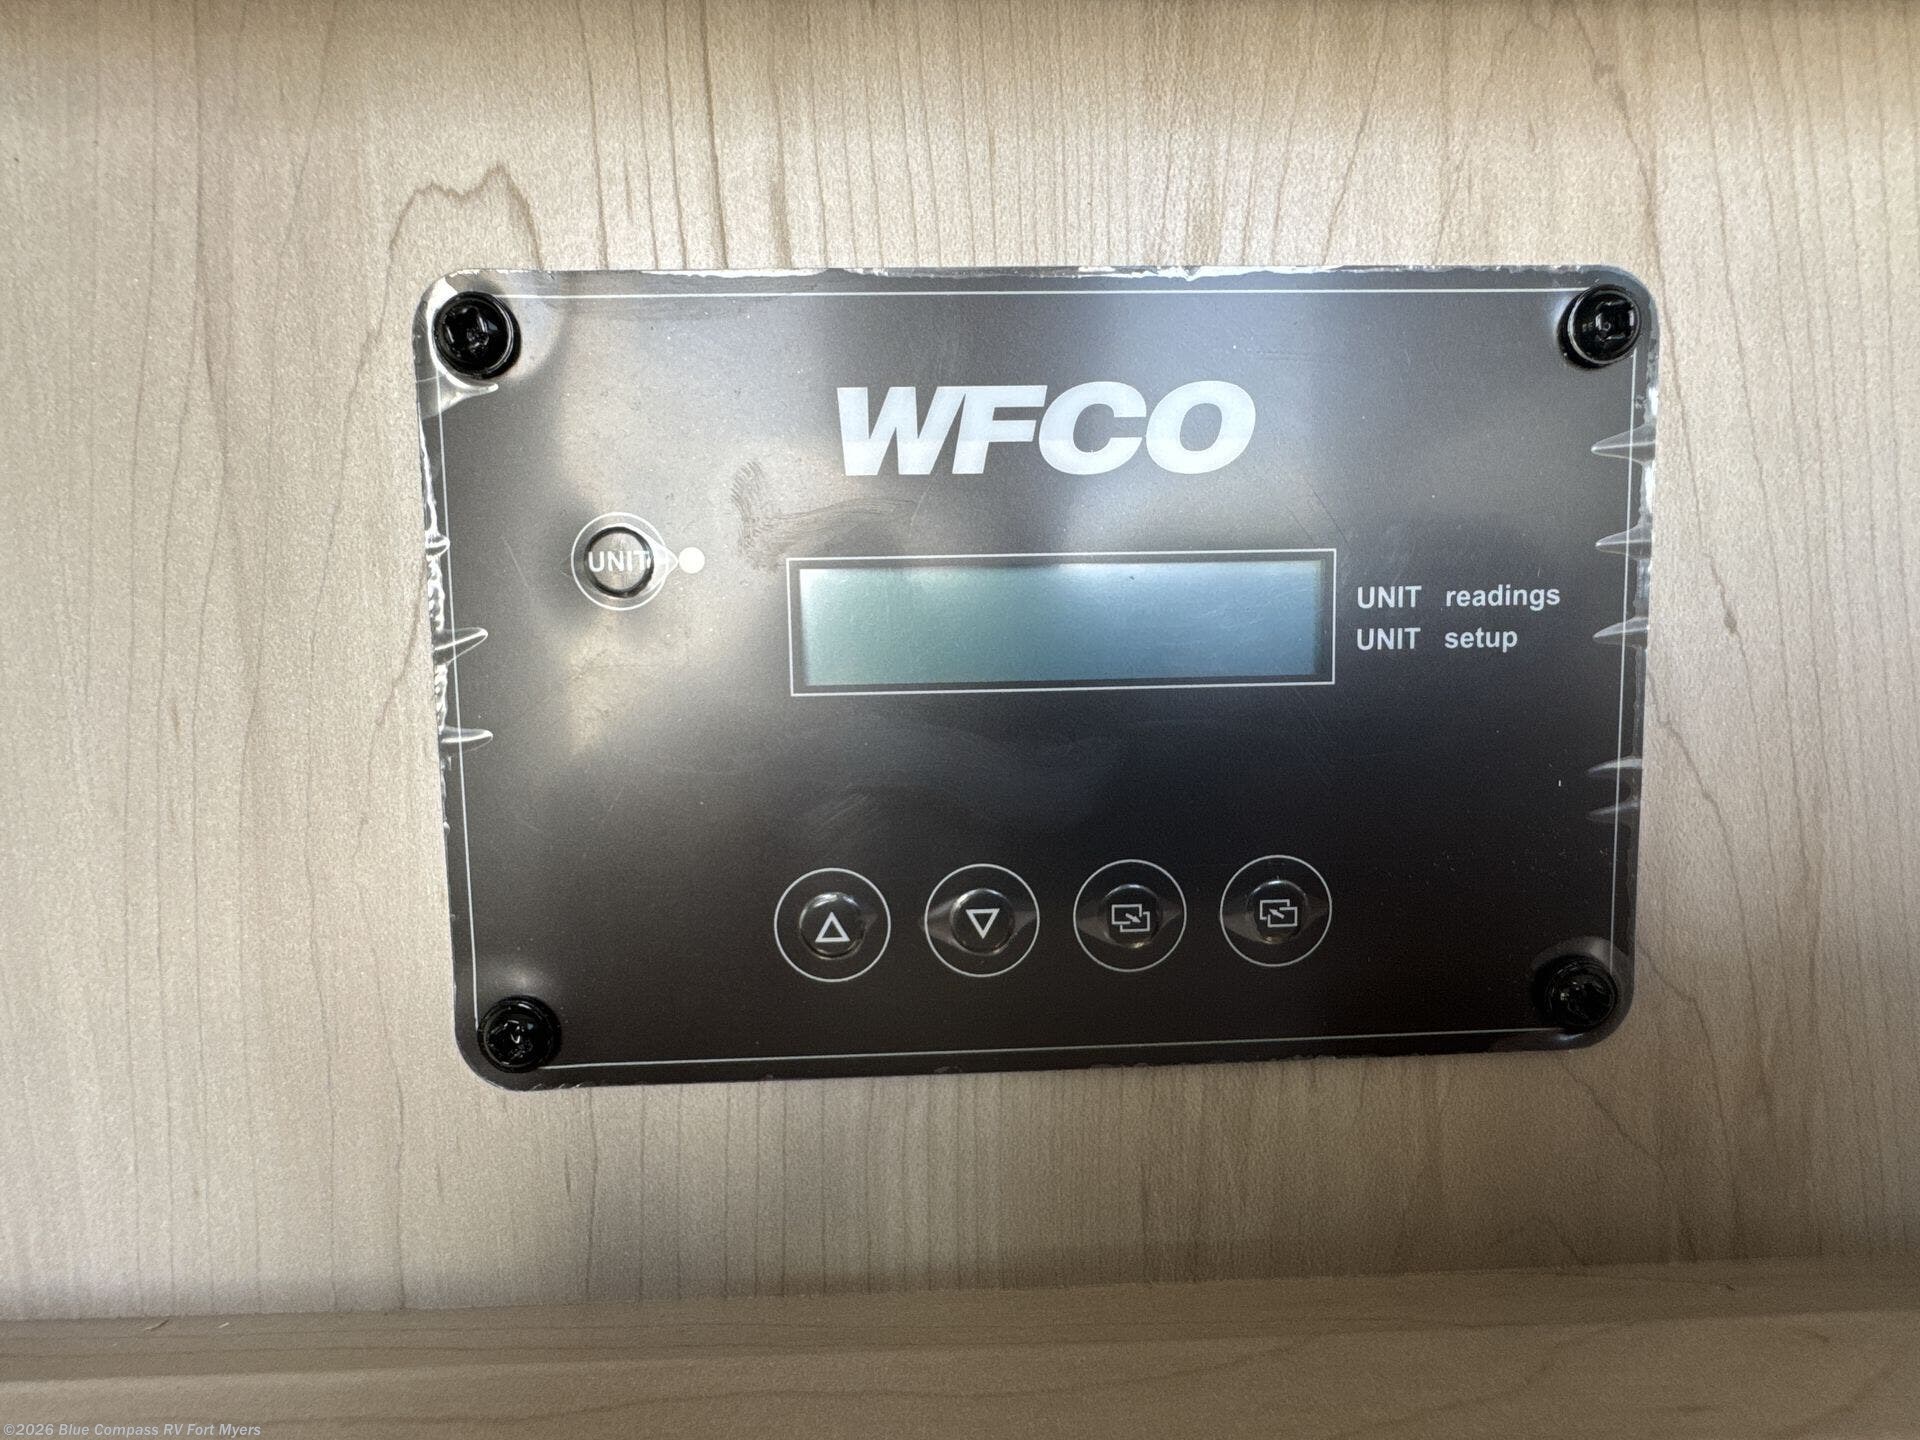 WFCO
UNIT
UNIT readings
UNIT setup
©2026 Blue Compass RV Fort Myers